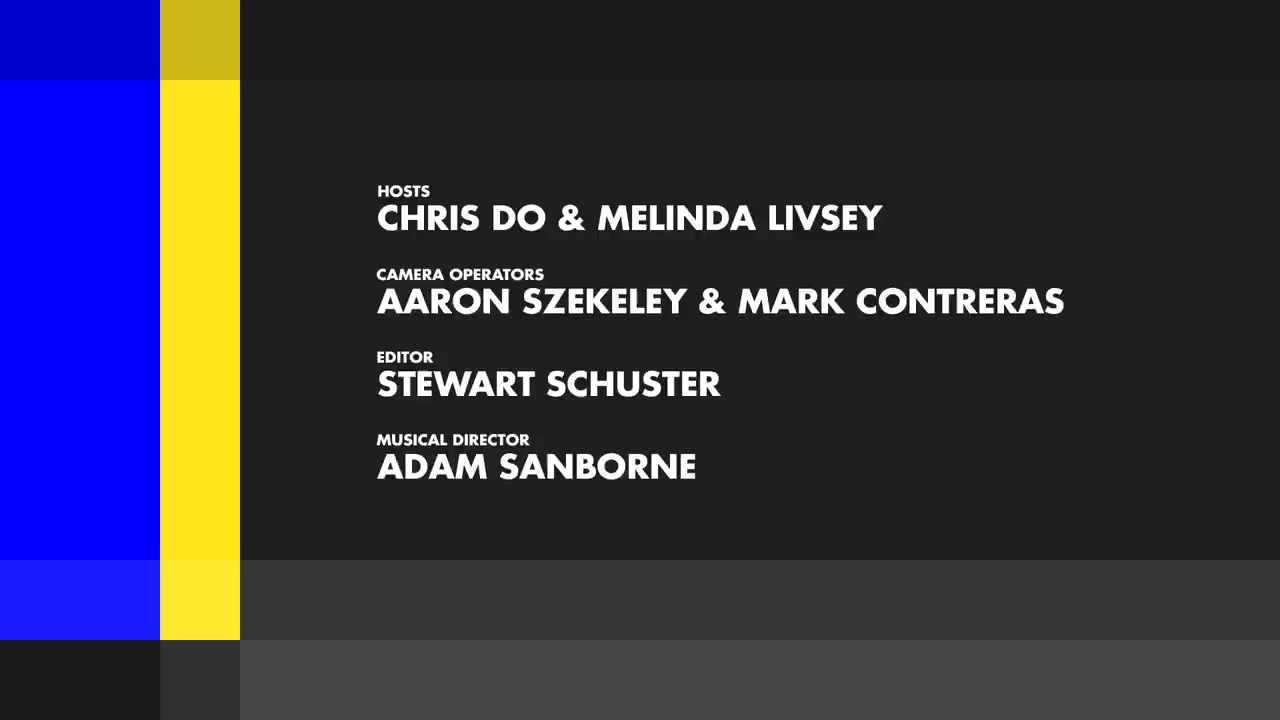 HOSTS
CHRIS DO & MELINDA LIVSEY
CAMERA OPERATORS
AARON SZEKELEY & MARK CONTRERAS
EDITOR
STEWART SCHUSTER
MUSICAL DIRECTOR
ADAM SANBORNE